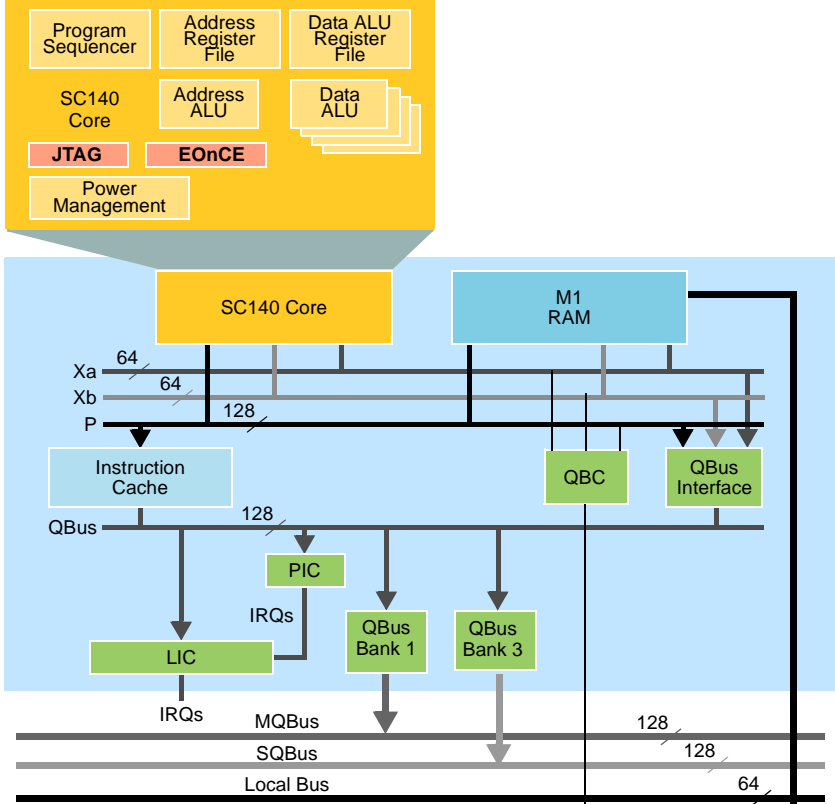 Program
Sequencer
Address
Register
File
Data ALU
Register
File
SC140
Core
Address
ALU
Data
ALU
JTAG
EOnCE
Power
Management
SC140 Core
M1
RAM
Xa
64
Xb
64
P
128
Instruction
Cache
QBC
QBus
Interface
QBus
128
PIC
IRQs
QBus
Bank 1
QBus
Bank 3
LIC
IRQs
MQBus
128
SQBus
128
Local Bus
64